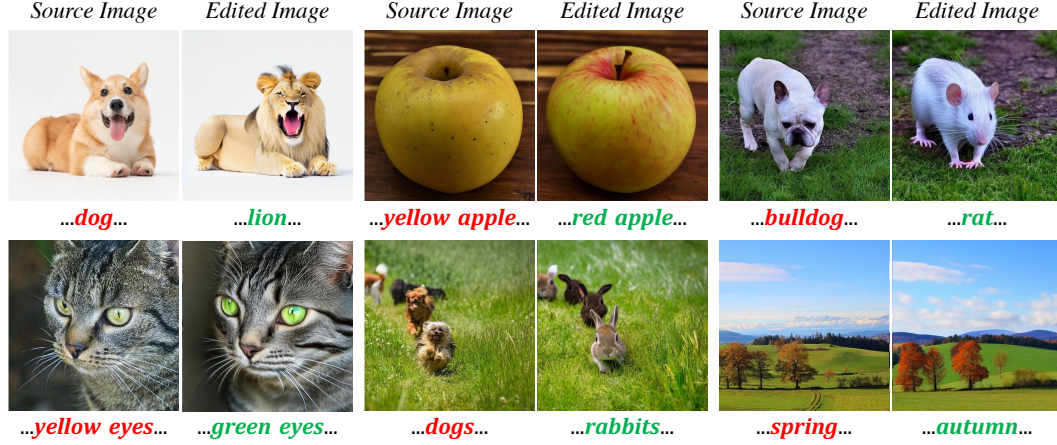 Source Image Edited Image Source Image Edited Image Source Image Edited Image
...dog... ...lion... ...yellow apple... ...red apple... ...bulldog... ...rat...
...yellow eyes... ...green eyes... ...dogs... ...rabbits... ...spring... ...autumn...